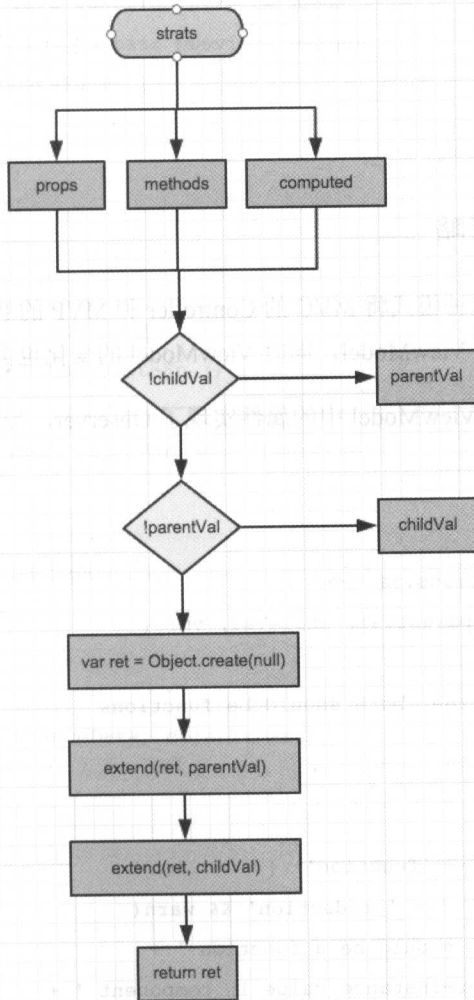 strats
props
methods
computed
!childVal
parentVal
!parentVal
childVal
var ret = Object.create(null)
extend(ret, parentVal)
extend(ret, childVal)
return ret